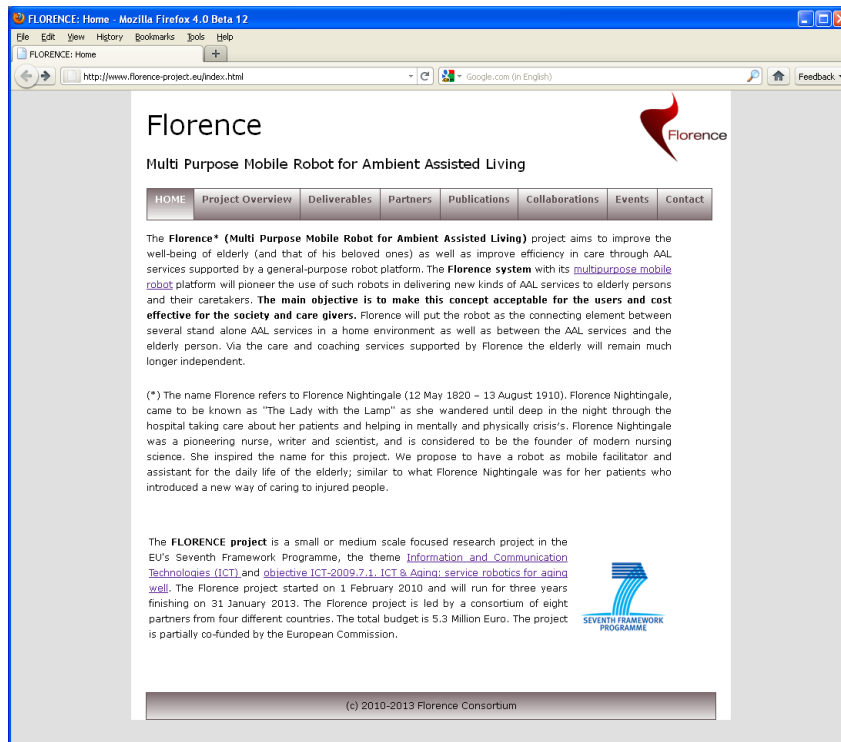 FLORENCE: Home - Mozilla Firefox 4.0 Beta 12
File Edit View History Bookmarks Tools Help
FLORENCE: Home
http://www.florence-project.eu/index.html
Google.com (in English)
Feedback
Florence
Florence
Multi Purpose Mobile Robot for Ambient Assisted Living
HOME Project Overview Deliverables Partners Publications Collaborations Events Contact
The Florence* (Multi Purpose Mobile Robot for Ambient Assisted Living) project aims to improve the
well-being of elderly (and that of his beloved ones) as well as improve efficiency in care through AAL
services supported by a general-purpose robot platform. The Florence system with its multipurpose mobile
robot platform will pioneer the use of such robots in delivering new kinds of AAL services to elderly persons
and their caretakers. The main objective is to make this concept acceptable for the users and cost
effective for the society and care givers. Florence will put the robot as the connecting element between
several stand alone AAL services in a home environment as well as between the AAL services and the
elderly person. Via the care and coaching services supported by Florence the elderly will remain much
longer independent.
(*) The name Florence refers to Florence Nightingale (12 May 1820 – 13 August 1910). Florence Nightingale,
came to be known as "The Lady with the Lamp" as she wandered until deep in the night through the
hospital taking care about her patients and helping in mentally and physically crisis's. Florence Nightingale
was a pioneering nurse, writer and scientist, and is considered to be the founder of modern nursing
science. She inspired the name for this project. We propose to have a robot as mobile facilitator and
assistant for the daily life of the elderly; similar to what Florence Nightingale was for her patients who
introduced a new way of caring to injured people.
The FLORENCE project is a small or medium scale focused research project in the
EU's Seventh Framework Programme, the theme Information and Communication
Technologies (ICT) and objective ICT-2009.7.1. ICT & Aging: service robotics for aging
well. The Florence project started on 1 February 2010 and will run for three years
finishing on 31 January 2013. The Florence project is led by a consortium of eight
partners from four different countries. The total budget is 5.3 Million Euro. The project
is partially co-funded by the European Commission.
SEVENTH FRAMEWORK
PROGRAMME
(c) 2010-2013 Florence Consortium